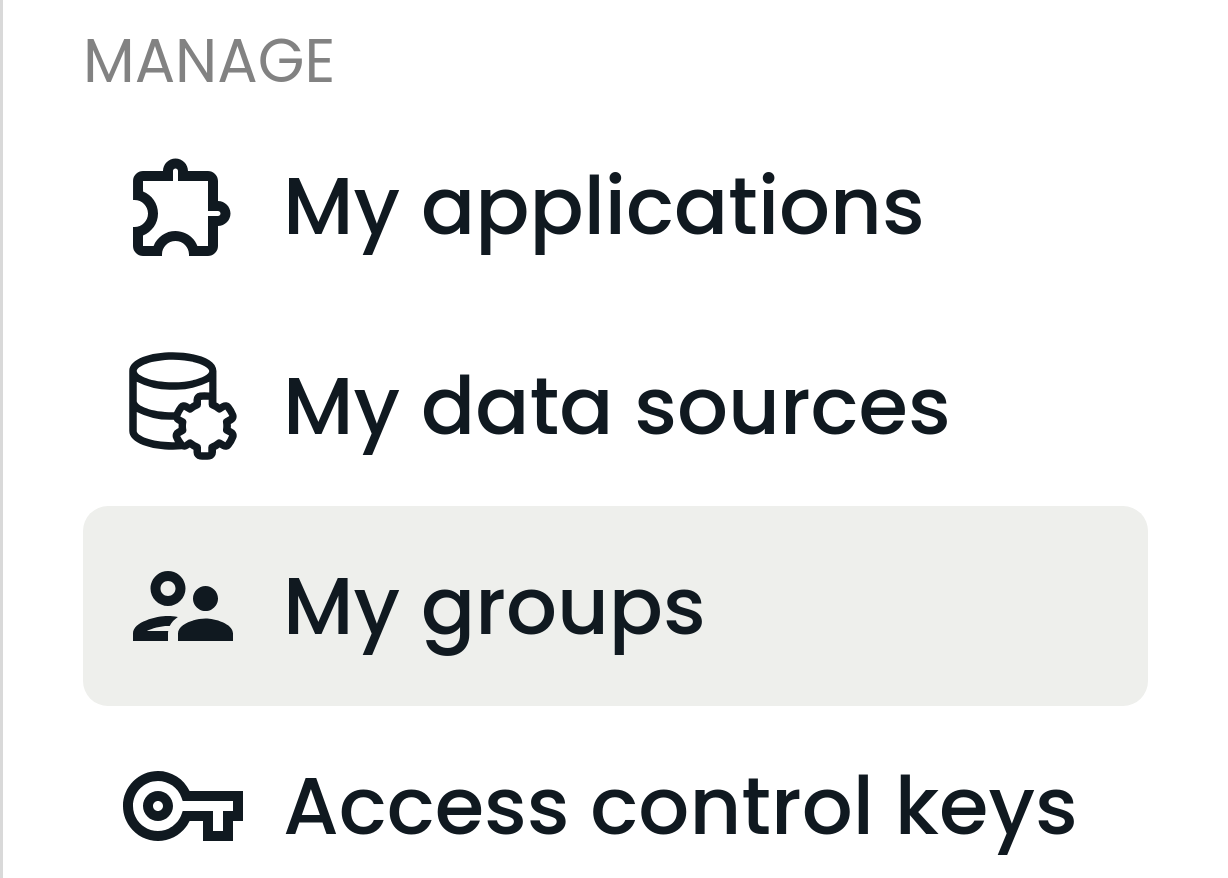 MANAGE
My applications
My data sources
My groups
Access control keys